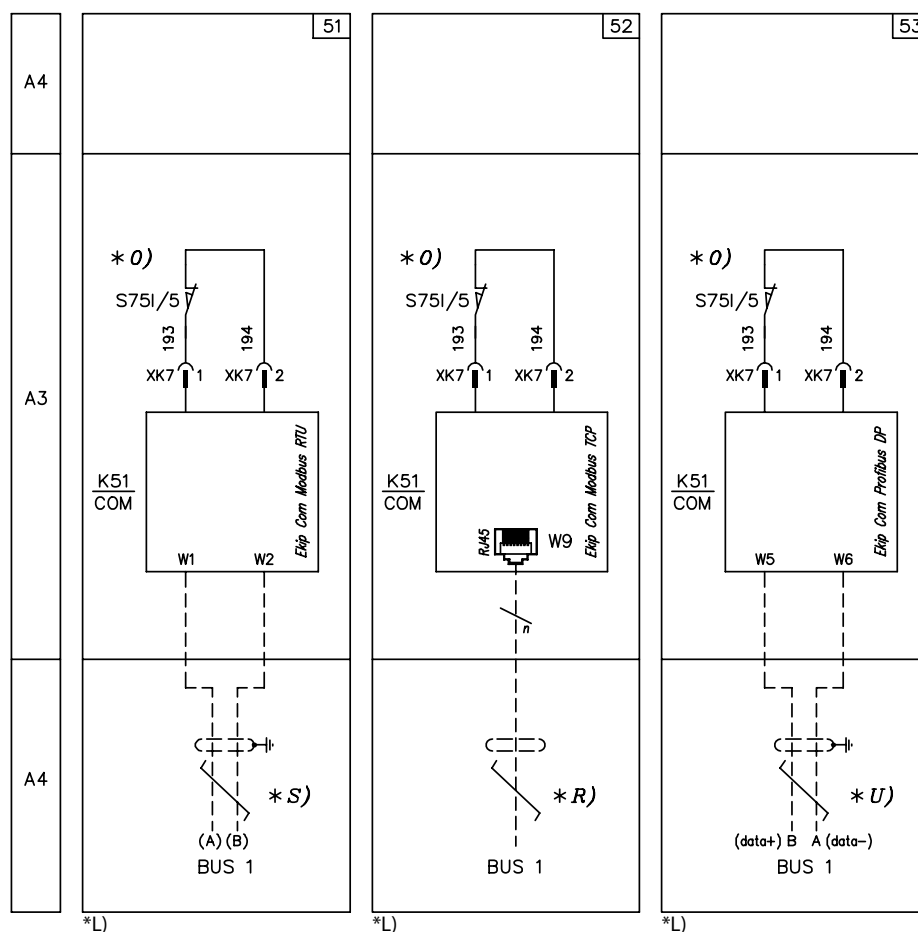 A4
A3
A4
51
*O)
S75I/5
193
194
XK7 1
XK7 2
K51
COM
Ekip Com Modbus RTU
W1
W2
*S)
(A) (B)
BUS 1
*L)
52
*O)
S75I/5
193
194
XK7 1
XK7 2
K51
COM
Ekip Com Modbus TCP
RJ45
W9
n
*R)
BUS 1
*L)
53
*O)
S75I/5
193
194
XK7 1
XK7 2
K51
COM
Ekip Com Profibus DP
W5
W6
*U)
(data+) B A (data-)
BUS 1
*L)